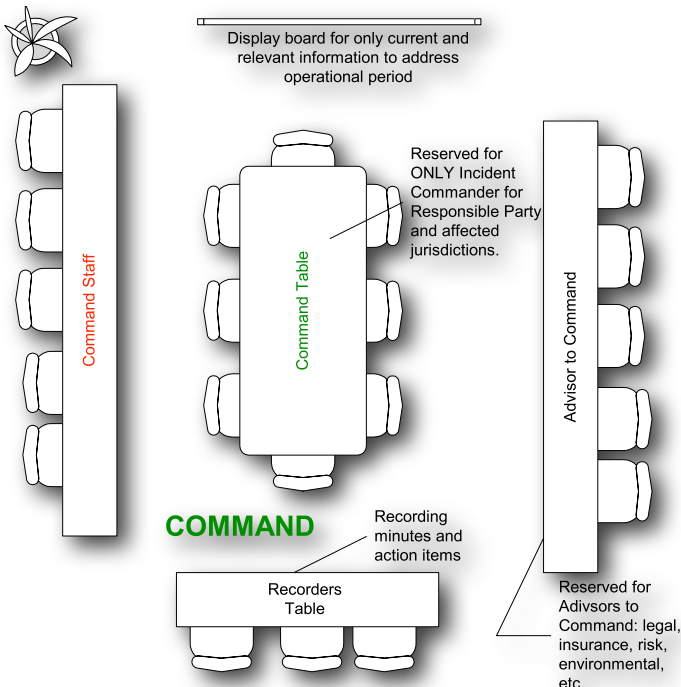 Display board for only current and
relevant information to address
operational period
Reserved for
ONLY Incident
Commander for
Responsible Party
and affected
jurisdictions.
Command Staff
Command Table
Advisor to Command
COMMAND
Recording
minutes and
action items
Recorders
Table
Reserved for
Adivsors to
Command: legal,
insurance, risk,
environmental,
etc